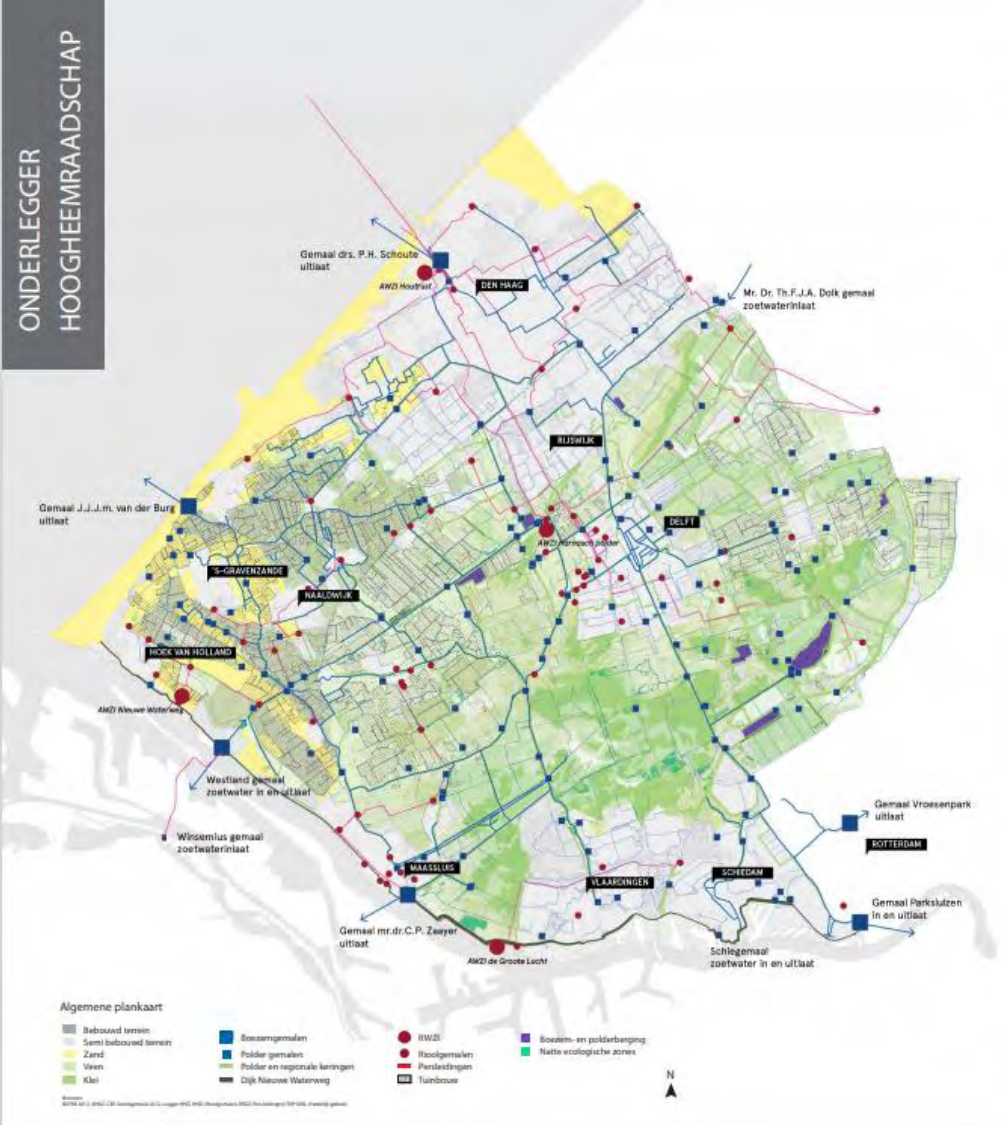 ONDERLEGGER
HOOGHEEMRAADSCHAP
Gemaal drs. P.H. Schoute
uitlaat
AWZI Houtrust
DEN HAAG
Mr. Dr. Th.F.J.A. Dolk gemaal
zoetwaterinlaat
RIJSWIJK
Gemaal J.J.J.m. van der Burg
uitlaat
DELFT
AWZI Harnasch polder
'S-GRAVENZANDE
NAALDWIJK
HOEK VAN HOLLAND
AWZI Nieuwe Waterweg
Westland gemaal
zoetwater in en uitlaat
Winsemius gemaal
zoetwaterinlaat
Gemaal Vroesenpark
uitlaat
ROTTERDAM
MAASSLUIS
VLAARDINGEN
SCHIEDAM
Gemaal Parksluizen
in en uitlaat
Gemaal mr.dr.C.P. Zaayer
uitlaat
AWZI de Groote Lucht
Schiegemaal
zoetwater in en uitlaat
Algemene plankaart
Bebouwd terrein
Semi bebouwd terrein
Zand
Veen
Klei
Boezemgemalen
Polder gemalen
Polder en regionale keringen
Dijk Nieuwe Waterweg
RWZI
Rioolgemalen
Persleidingen
Tuinbouw
Boezem- en polderberging
Natte ecologische zones
N